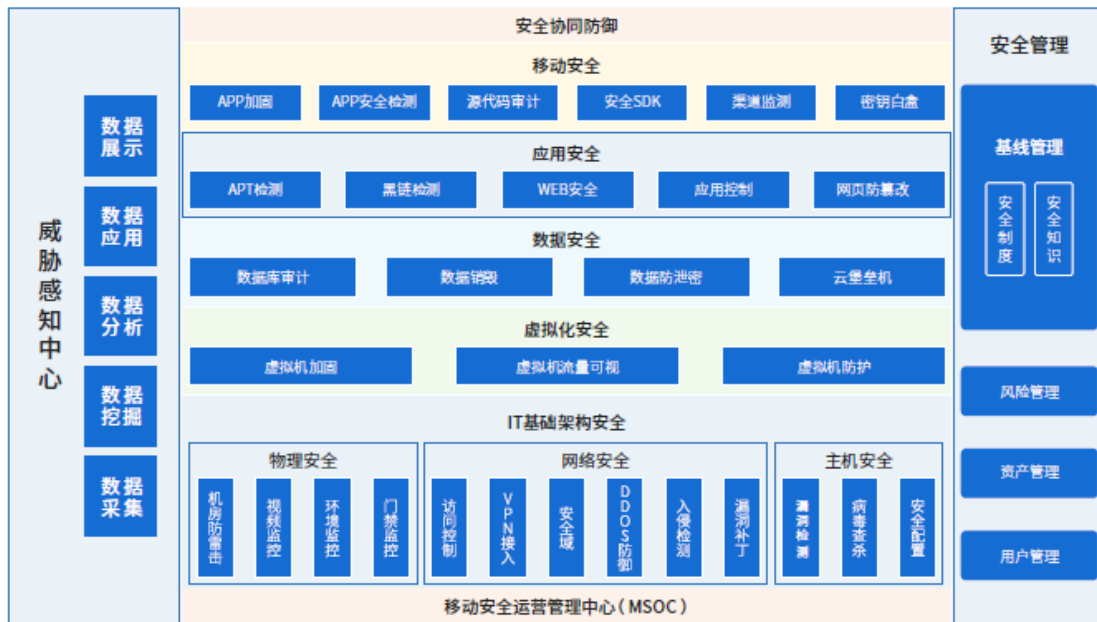 威胁感知中心
数据
展示
数据
应用
数据
分析
数据
挖掘
数据
采集
安全协同防御
移动安全
APP加固
APP安全检测
源代码审计
安全SDK
渠道监测
密钥白盒
应用安全
APT检测
黑链检测
WEB安全
应用控制
网页防篡改
数据安全
数据库审计
数据销毁
数据防泄密
云堡垒机
虚拟化安全
虚拟机加固
虚拟机流量可视
虚拟机防护
IT基础架构安全
物理安全
机房防雷击
视频监控
环境监控
门禁监控
网络安全
访问控制
VPN接入
安全域
DDOS防御
入侵检测
漏洞补丁
主机安全
漏洞检测
病毒查杀
安全配置
移动安全运营管理中心（MSOC）
安全管理
基线管理
安全制度
安全知识
风险管理
资产管理
用户管理